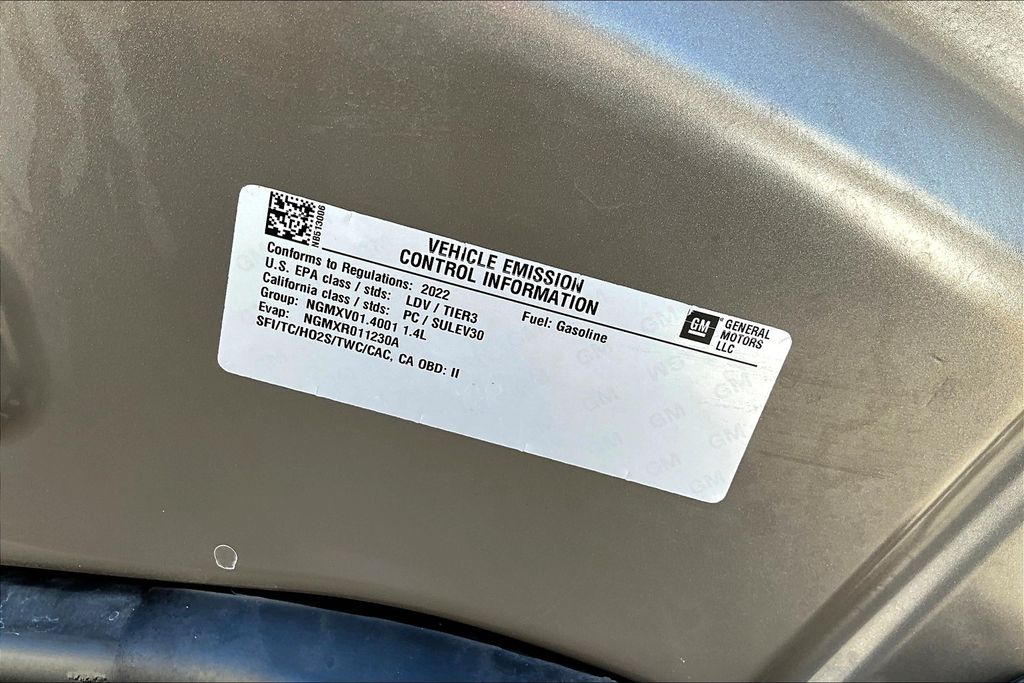 NB513006
VEHICLE EMISSION
CONTROL INFORMATION
Conforms to Regulations: 2022
U.S. EPA class / stds: LDV / TIER3
California class / stds: PC / SULEV30
Group: NGMXV01.4001 1.4L
Evap: NGMXR011230A
SFI/TC/HO2S/TWC/CAC, CA OBD: II
Fuel: Gasoline
GM
GENERAL
MOTORS
LLC